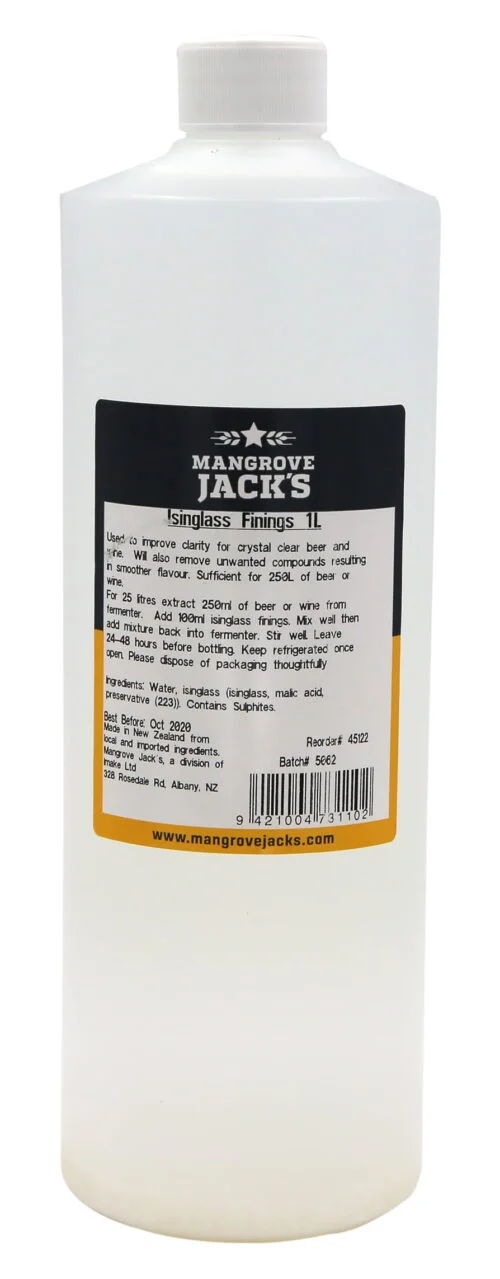 MANGROVE
JACK'S
Isinglass Finings 1L
Used to improve clarity for crystal clear beer and
wine. Will also remove unwanted compounds resulting
in smoother flavour. Sufficient for 250L of beer or
wine.
For 25 litres extract 250ml of beer or wine from
fermenter. Add 100ml isinglass finings. Mix well then
add mixture back into fermenter. Stir well. Leave
24-48 hours before bottling. Keep refrigerated once
open. Please dispose of packaging thoughtfully
Ingredients: Water, isinglass (isinglass, malic acid,
preservative (223)). Contains Sulphites.
Best Before: Oct 2020
Made in New Zealand from
local and imported ingredients.
Mangrove Jack's, a division of
Imake Ltd
328 Rosedale Rd, Albany, NZ
Reorder# 45122
Batch# 5062
9 421004 731102
www.mangrovejacks.com